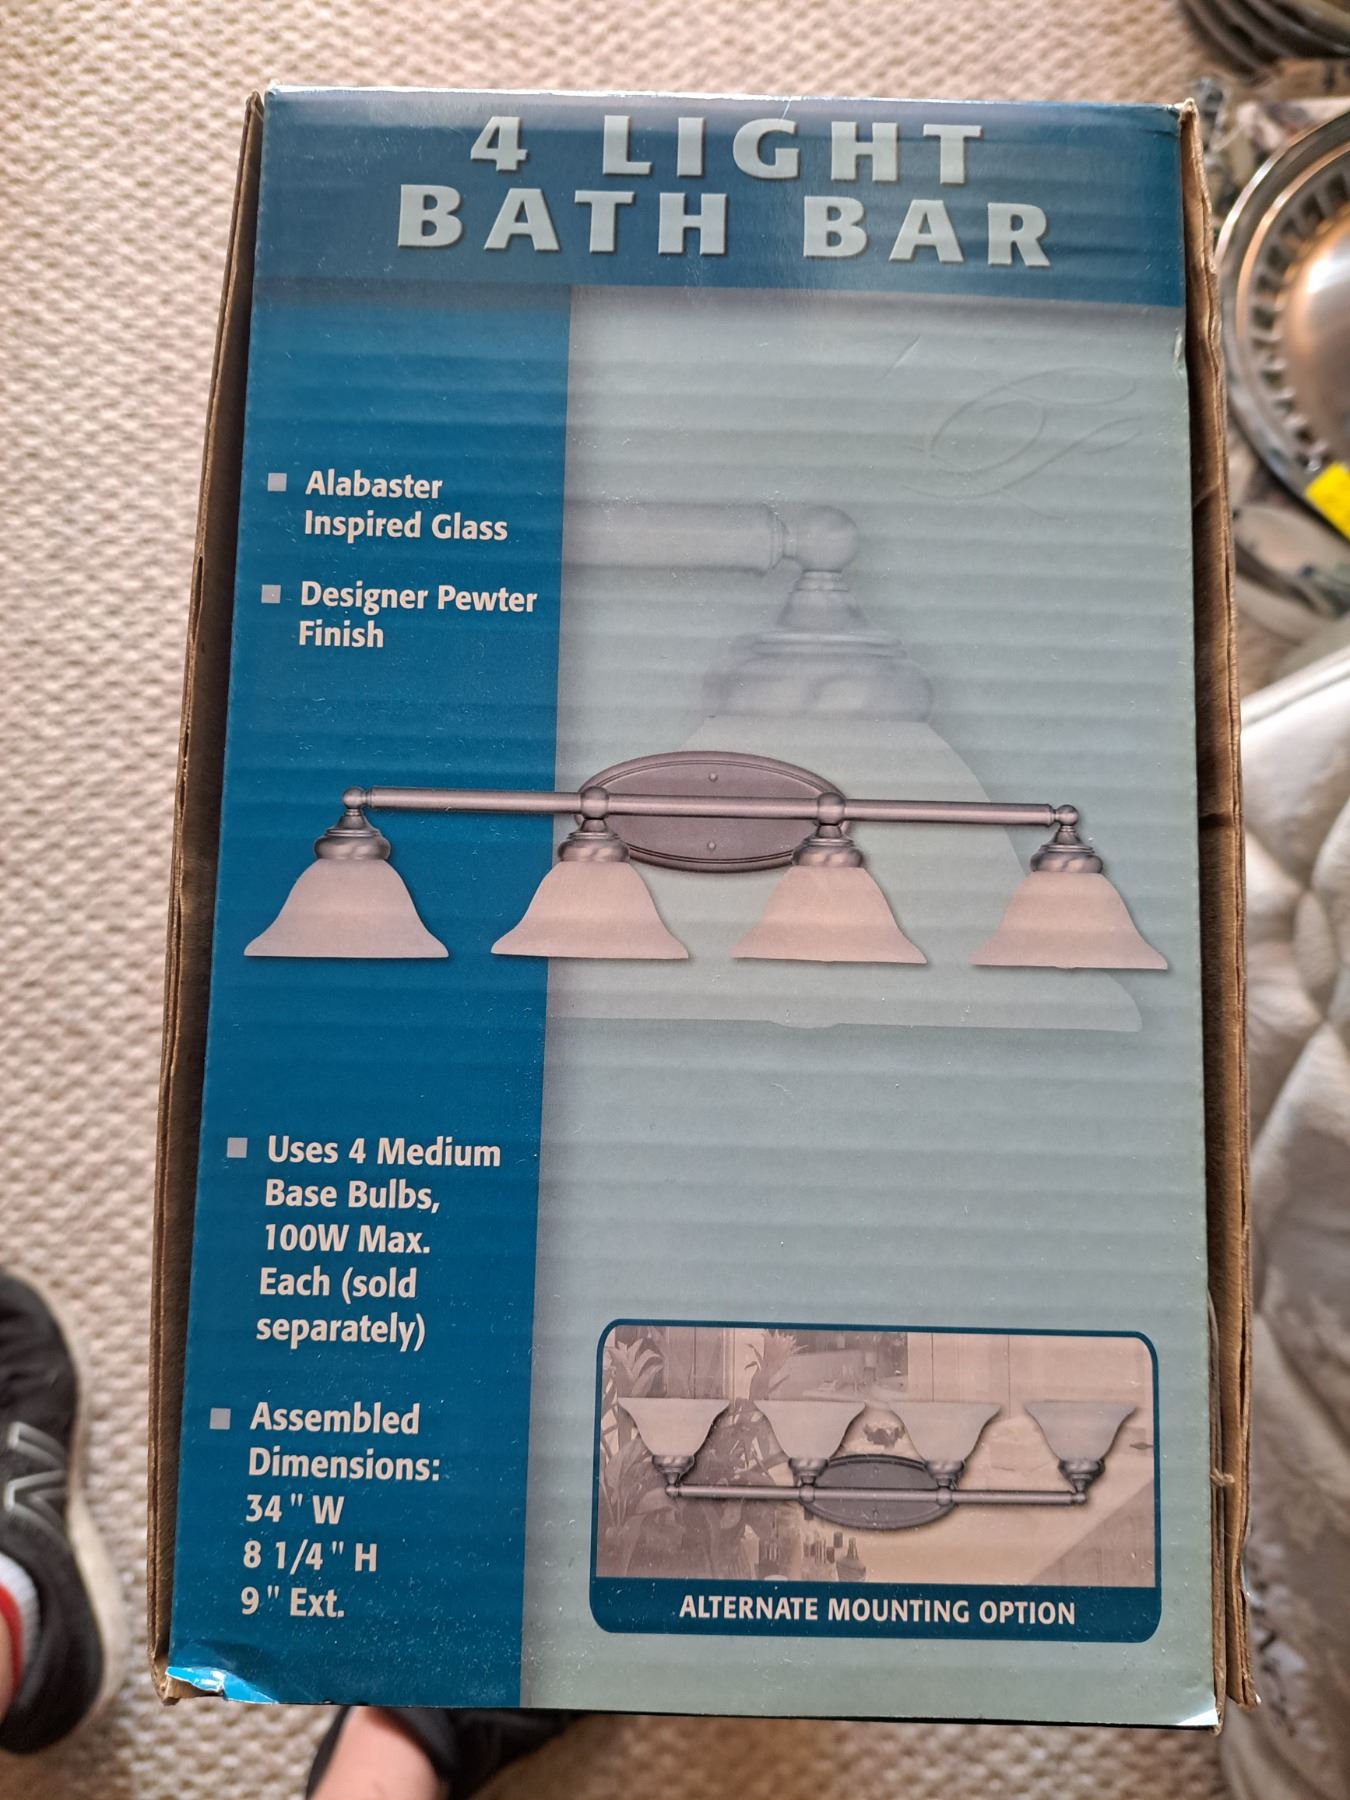 4 LIGHT
BATH BAR
Alabaster
Inspired Glass
Designer Pewter
Finish
Uses 4 Medium
Base Bulbs,
100W Max.
Each (sold
separately)
Assembled
Dimensions:
34" W
8 1/4" H
9" Ext.
ALTERNATE MOUNTING OPTION